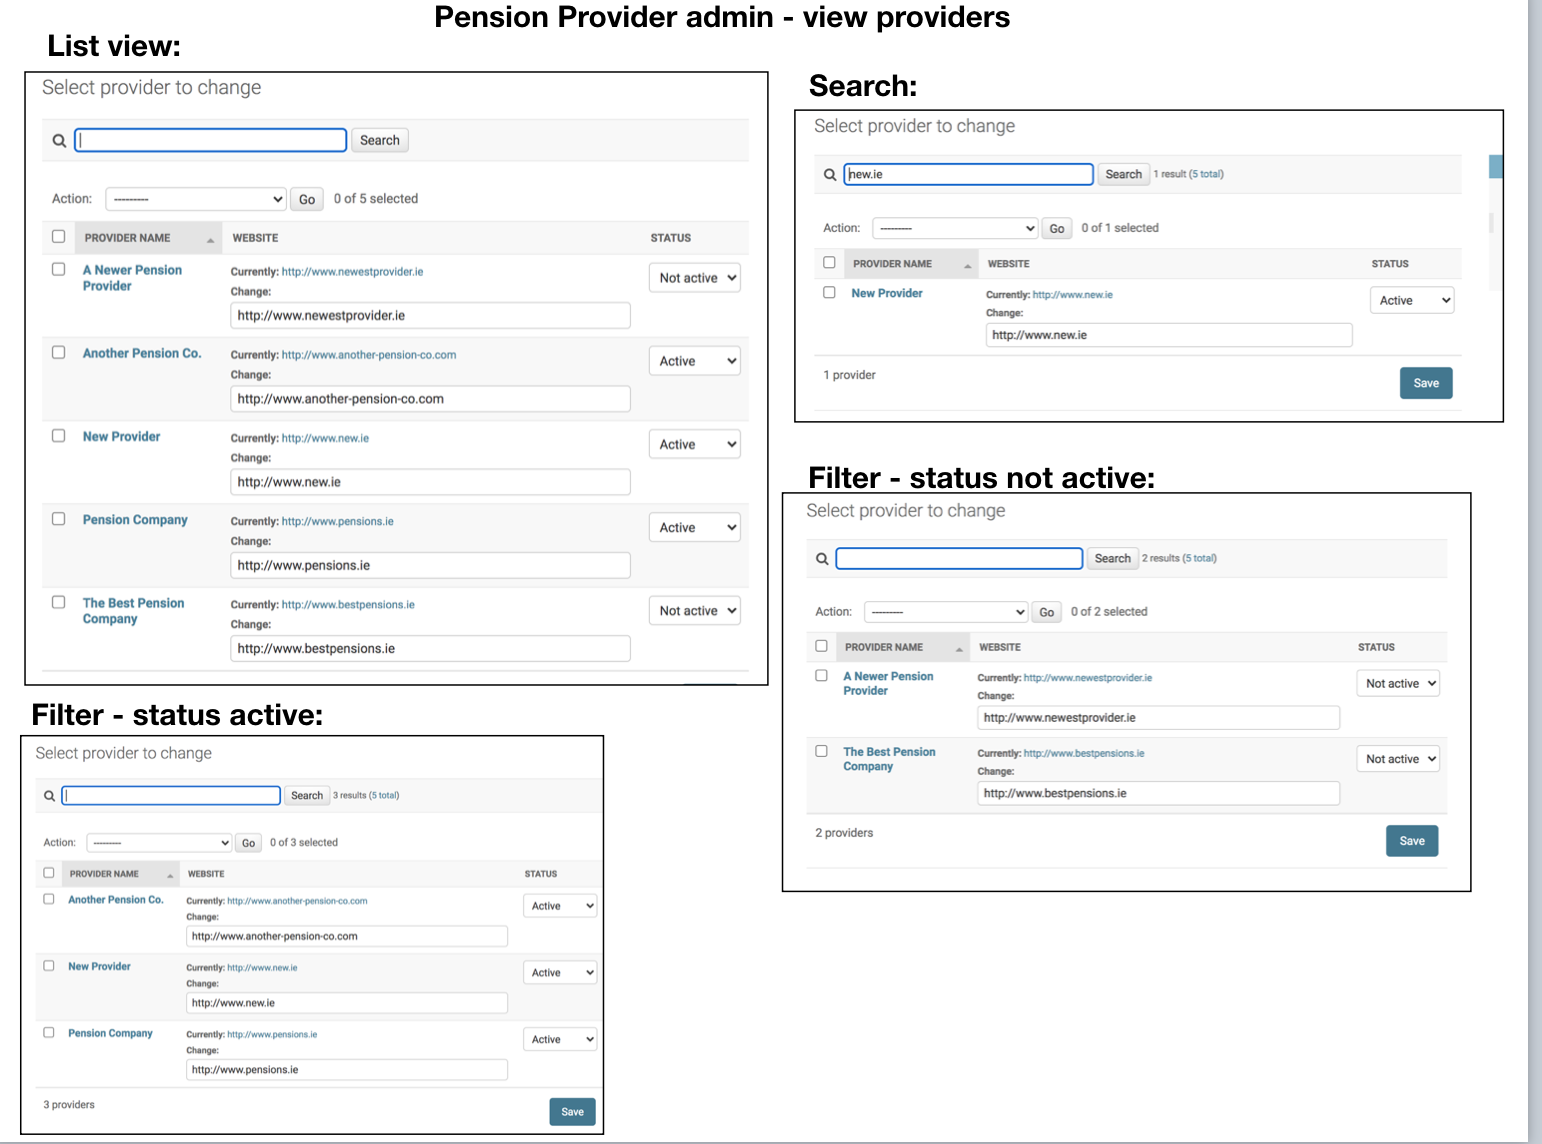 Pension Provider admin - view providers
List view:
Select provider to change
Search
Action: --------- Go 0 of 5 selected
PROVIDER NAME WEBSITE STATUS
A Newer Pension Provider
Currently: http://www.newestprovider.ie
Change:
http://www.newestprovider.ie
Not active
Another Pension Co.
Currently: http://www.another-pension-co.com
Change:
http://www.another-pension-co.com
Active
New Provider
Currently: http://www.new.ie
Change:
http://www.new.ie
Active
Pension Company
Currently: http://www.pensions.ie
Change:
http://www.pensions.ie
Active
The Best Pension Company
Currently: http://www.bestpensions.ie
Change:
http://www.bestpensions.ie
Not active
Search:
Select provider to change
new.ie Search 1 result (5 total)
Action: --------- Go 0 of 1 selected
PROVIDER NAME WEBSITE STATUS
New Provider
Currently: http://www.new.ie
Change:
http://www.new.ie
Active
1 provider
Save
Filter - status not active:
Select provider to change
Search 2 results (5 total)
Action: --------- Go 0 of 2 selected
PROVIDER NAME WEBSITE STATUS
A Newer Pension Provider
Currently: http://www.newestprovider.ie
Change:
http://www.newestprovider.ie
Not active
The Best Pension Company
Currently: http://www.bestpensions.ie
Change:
http://www.bestpensions.ie
Not active
2 providers
Save
Filter - status active:
Select provider to change
Search 3 results (5 total)
Action: --------- Go 0 of 3 selected
PROVIDER NAME WEBSITE STATUS
Another Pension Co.
Currently: http://www.another-pension-co.com
Change:
http://www.another-pension-co.com
Active
New Provider
Currently: http://www.new.ie
Change:
http://www.new.ie
Active
Pension Company
Currently: http://www.pensions.ie
Change:
http://www.pensions.ie
Active
3 providers
Save